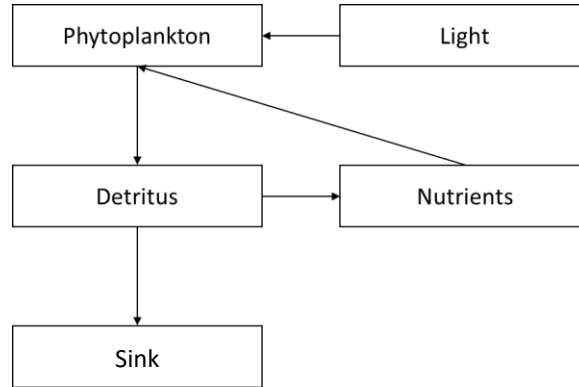 Phytoplankton
Light
Detritus
Nutrients
Sink